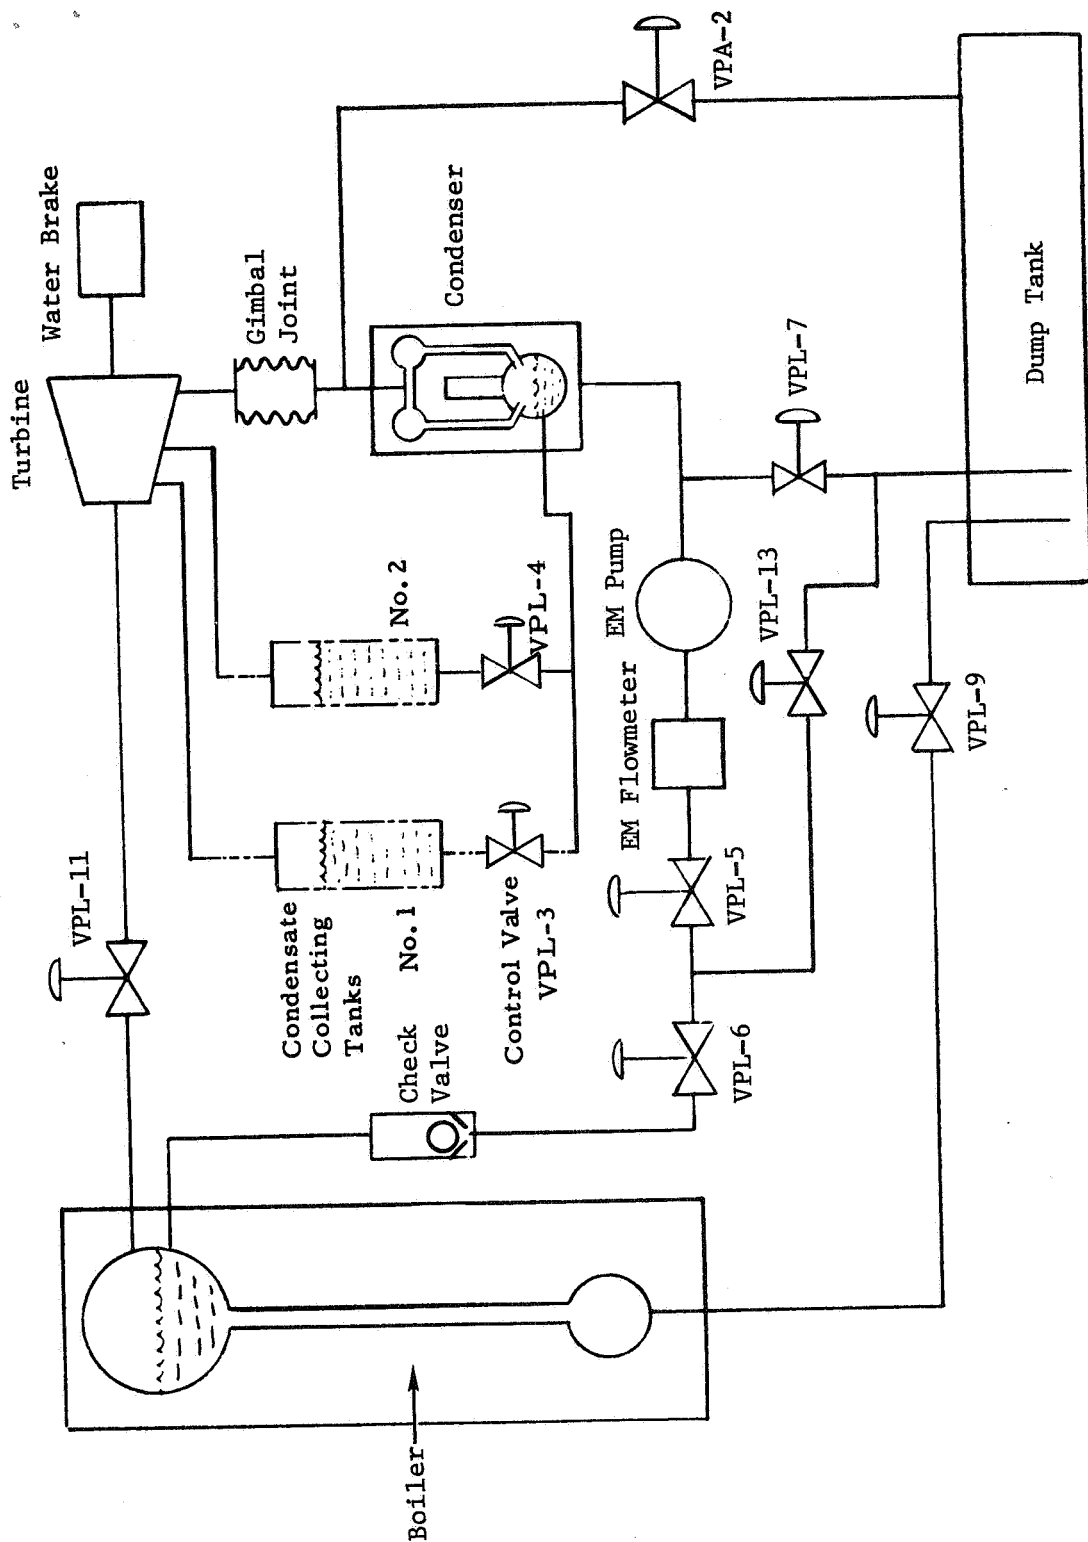 Turbine
Water Brake
VPL-11
Gimbal
Joint
VPA-2
Condensate
Collecting
Tanks
No.1
No.2
Condenser
Check
Valve
Control Valve
VPL-3
VPL-4
EM Flowmeter
EM Pump
VPL-7
VPL-6
VPL-5
VPL-13
VPL-9
Boiler
Dump Tank